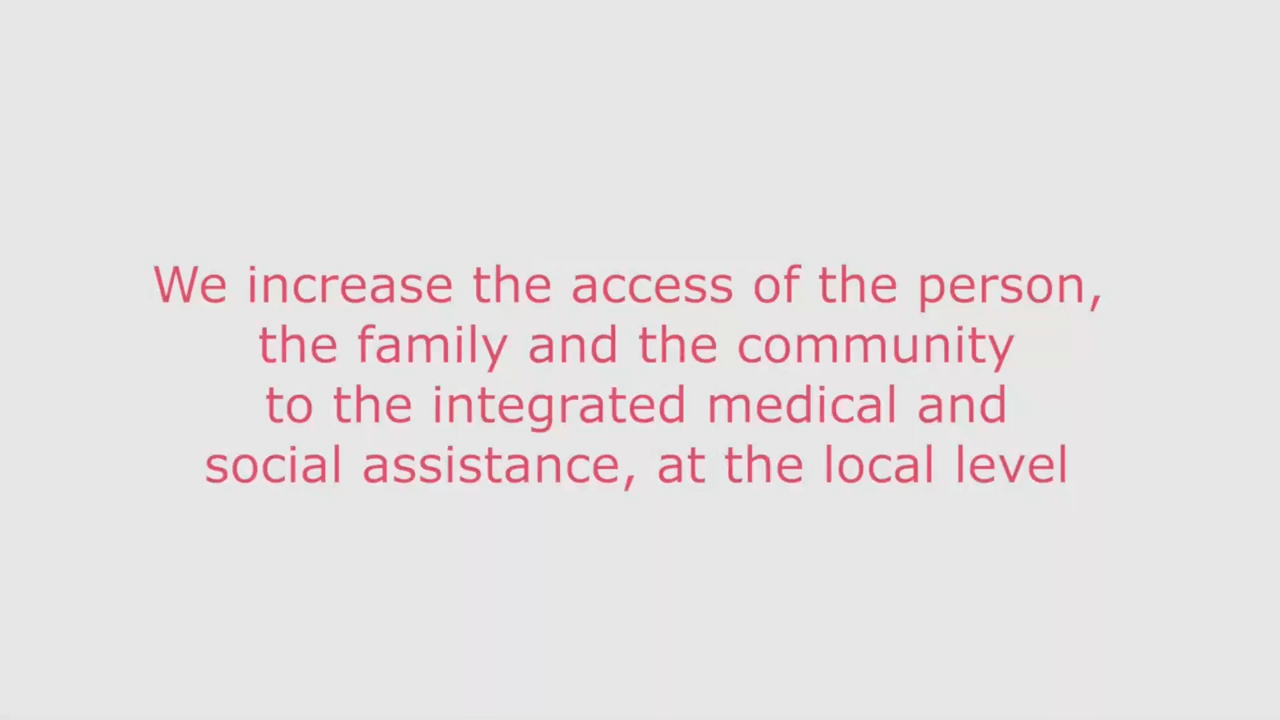 We increase the access of the person,
the family and the community
to the integrated medical and
social assistance, at the local level